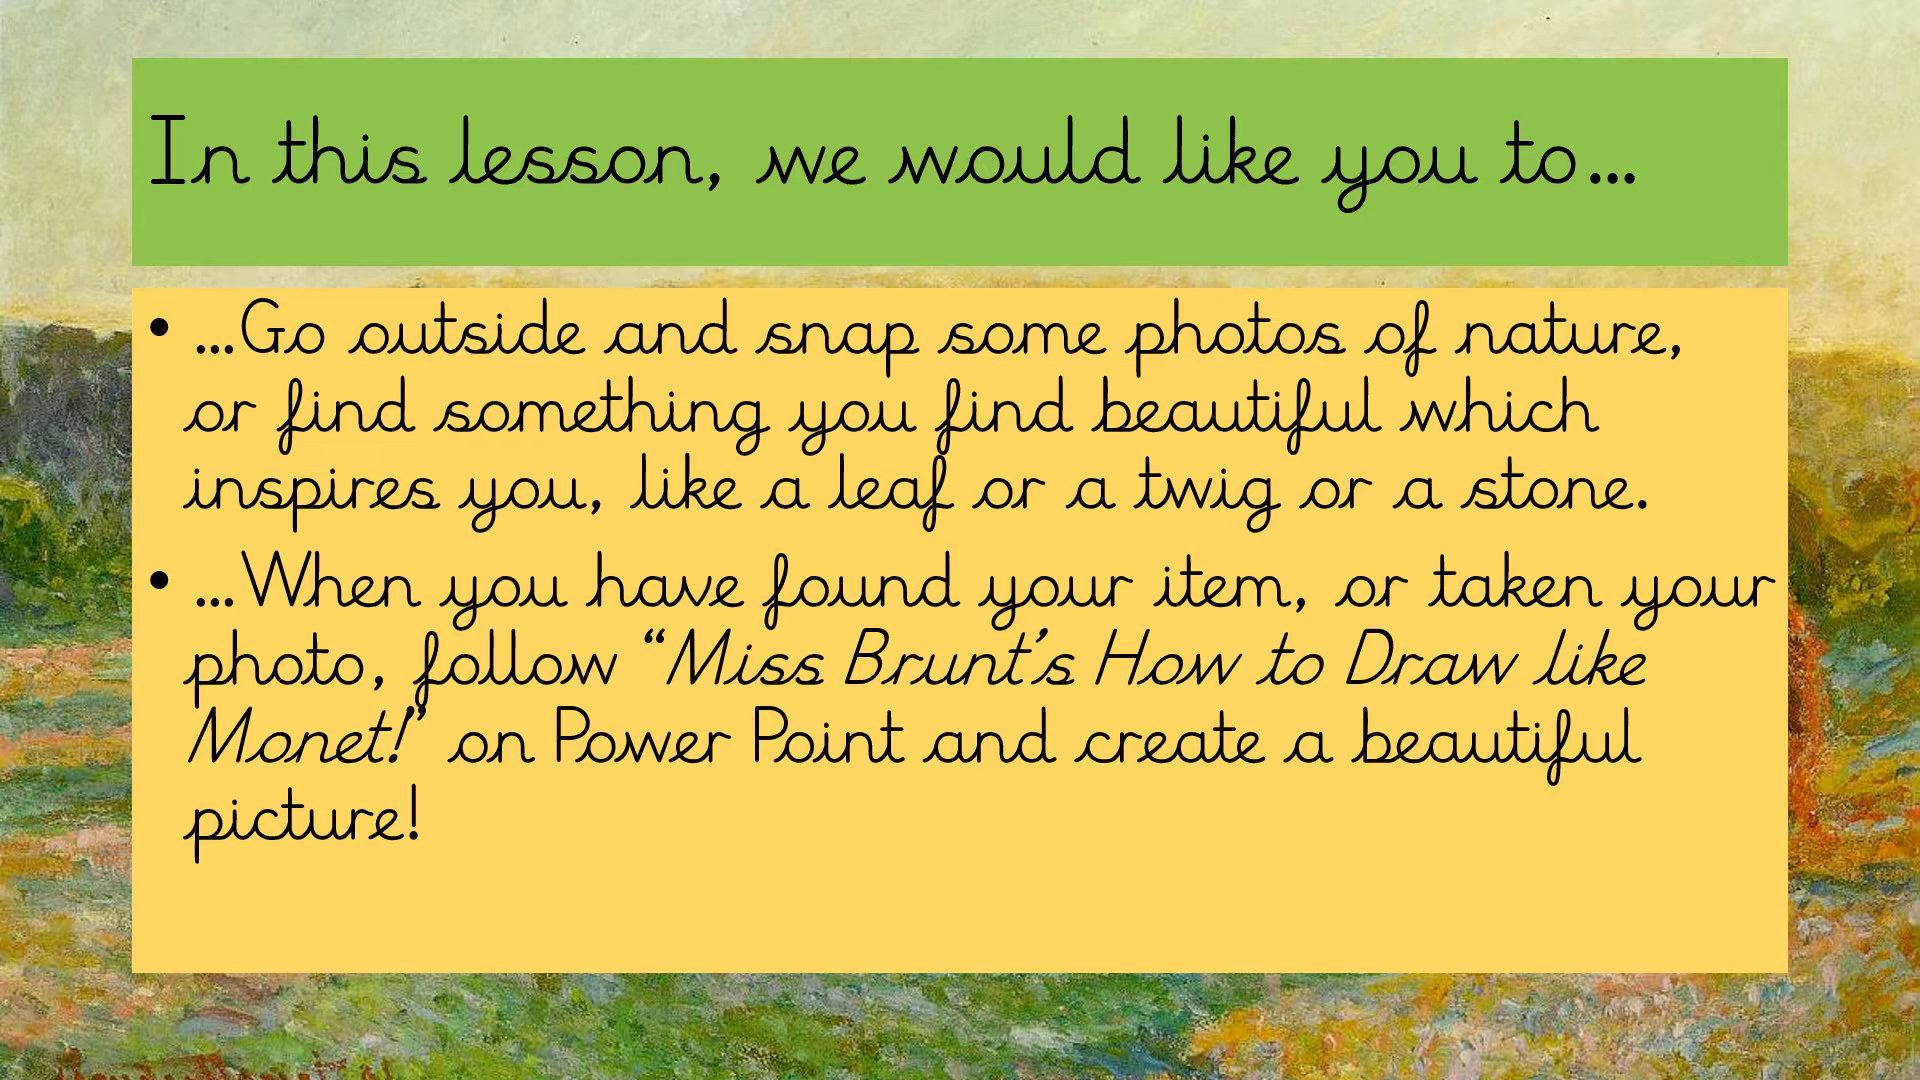 In this lesson, we would like you to…
• …Go outside and snap some photos of nature,
or find something you find beautiful which
inspires you, like a leaf or a twig or a stone.
• …When you have found your item, or taken your
photo, follow “Miss Brunt’s How to Draw like
Monet!” on Power Point and create a beautiful
picture!